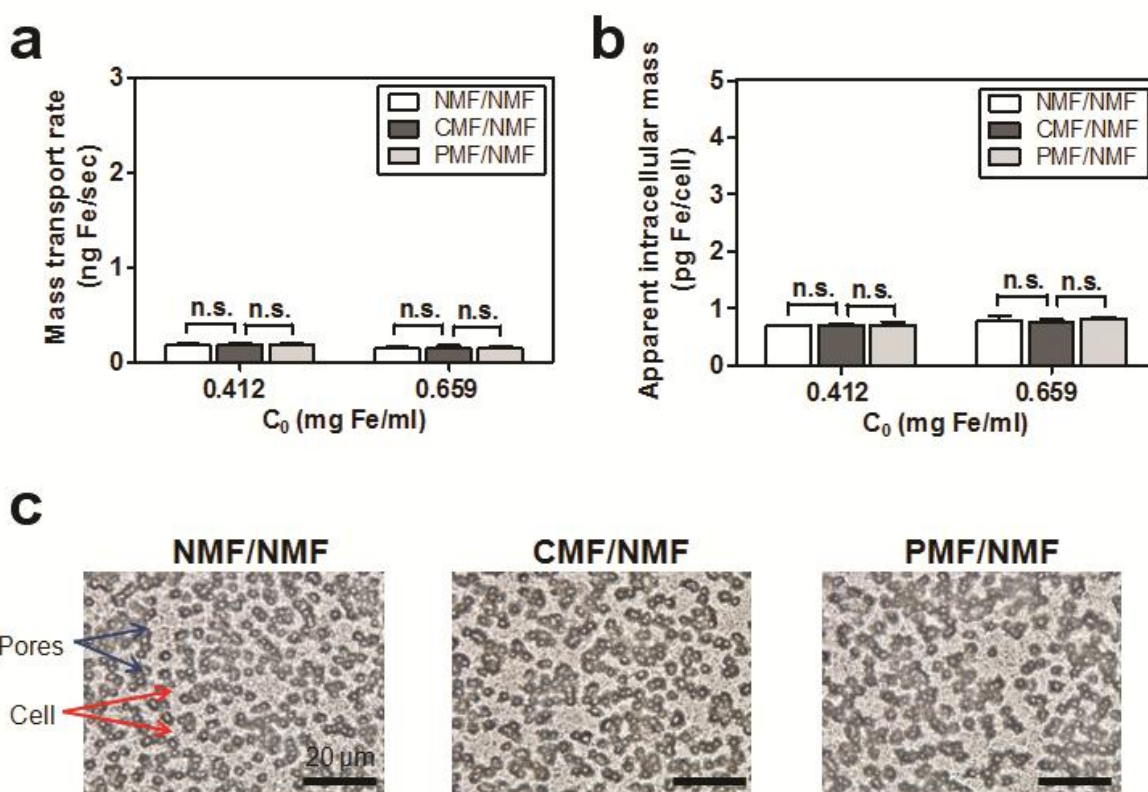 a
Mass transport rate
(ng Fe/sec)
3
2
1
0
NMF/NMF
CMF/NMF
PMF/NMF
n.s. n.s. n.s. n.s.
0.412 0.659
C₀ (mg Fe/ml)
b
Apparent intracellular mass
(pg Fe/cell)
5
4
3
2
1
0
NMF/NMF
CMF/NMF
PMF/NMF
n.s. n.s. n.s. n.s.
0.412 0.659
C₀ (mg Fe/ml)
c
NMF/NMF CMF/NMF PMF/NMF
Pores
Cell
20 µm